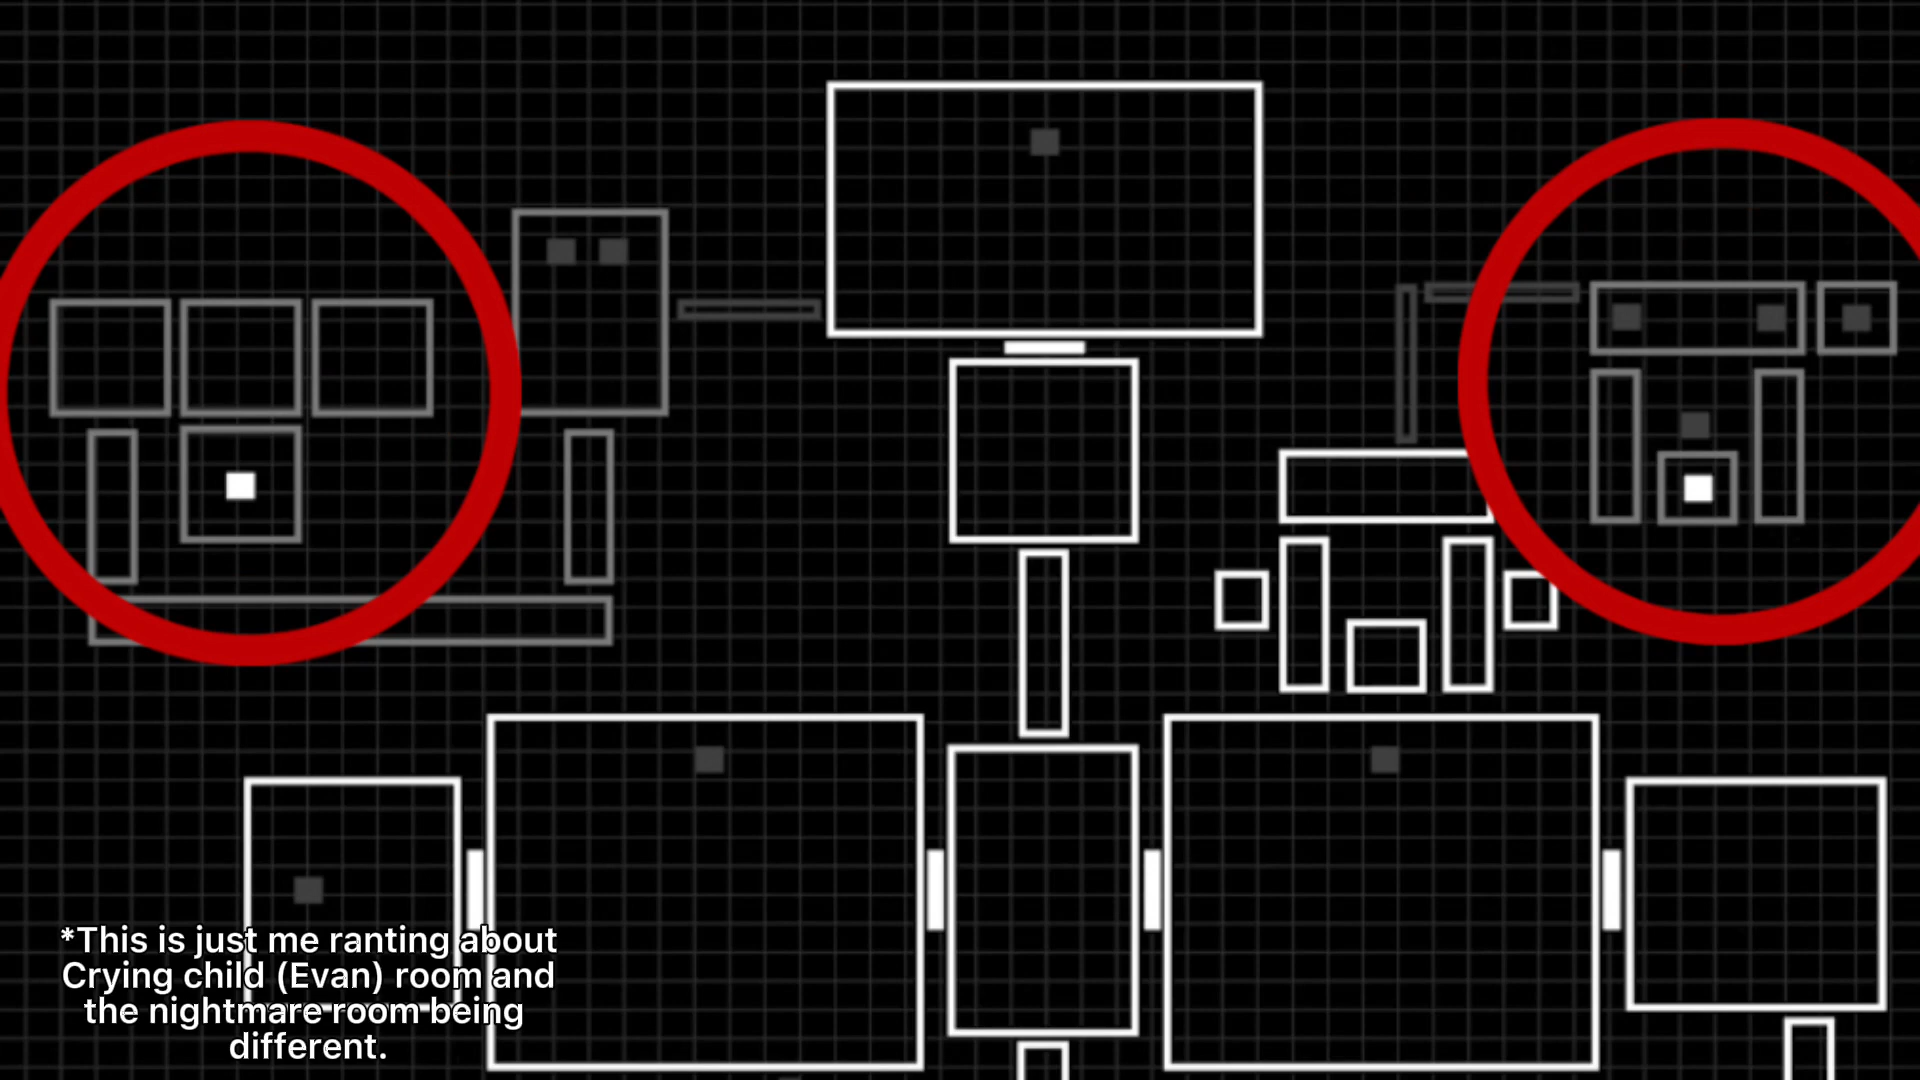 *This is just me ranting about
Crying child (Evan) room and
the nightmare room being
different.